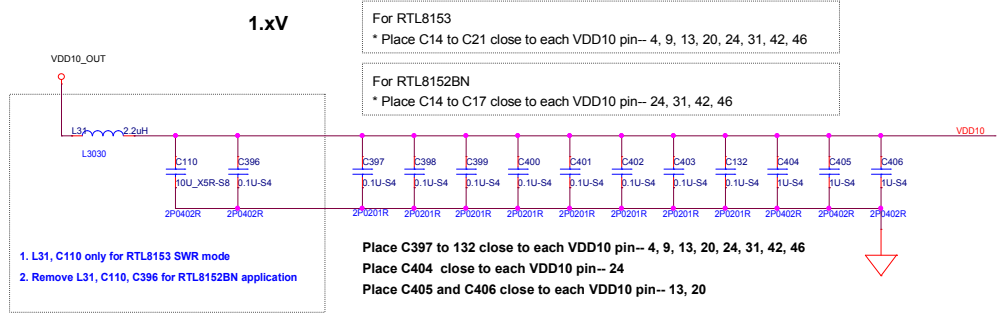 1.xV
For RTL8153
* Place C14 to C21 close to each VDD10 pin-- 4, 9, 13, 20, 24, 31, 42, 46
For RTL8152BN
* Place C14 to C17 close to each VDD10 pin-- 24, 31, 42, 46
VDD10_OUT
L31 2.2uH
L3030
VDD10
C110 C396 C397 C398 C399 C400 C401 C402 C403 C132 C404 C405 C406
10U_X5R-S8 0.1U-S4 0.1U-S4 0.1U-S4 0.1U-S4 0.1U-S4 0.1U-S4 0.1U-S4 0.1U-S4 0.1U-S4 1U-S4 1U-S4 1U-S4
2P0402R 2P0402R 2P0201R 2P0201R 2P0201R 2P0201R 2P0201R 2P0201R 2P0201R 2P0201R 2P0402R 2P0402R 2P0402R
1. L31, C110 only for RTL8153 SWR mode
2. Remove L31, C110, C396 for RTL8152BN application
Place C397 to 132 close to each VDD10 pin-- 4, 9, 13, 20, 24, 31, 42, 46
Place C404 close to each VDD10 pin-- 24
Place C405 and C406 close to each VDD10 pin-- 13, 20